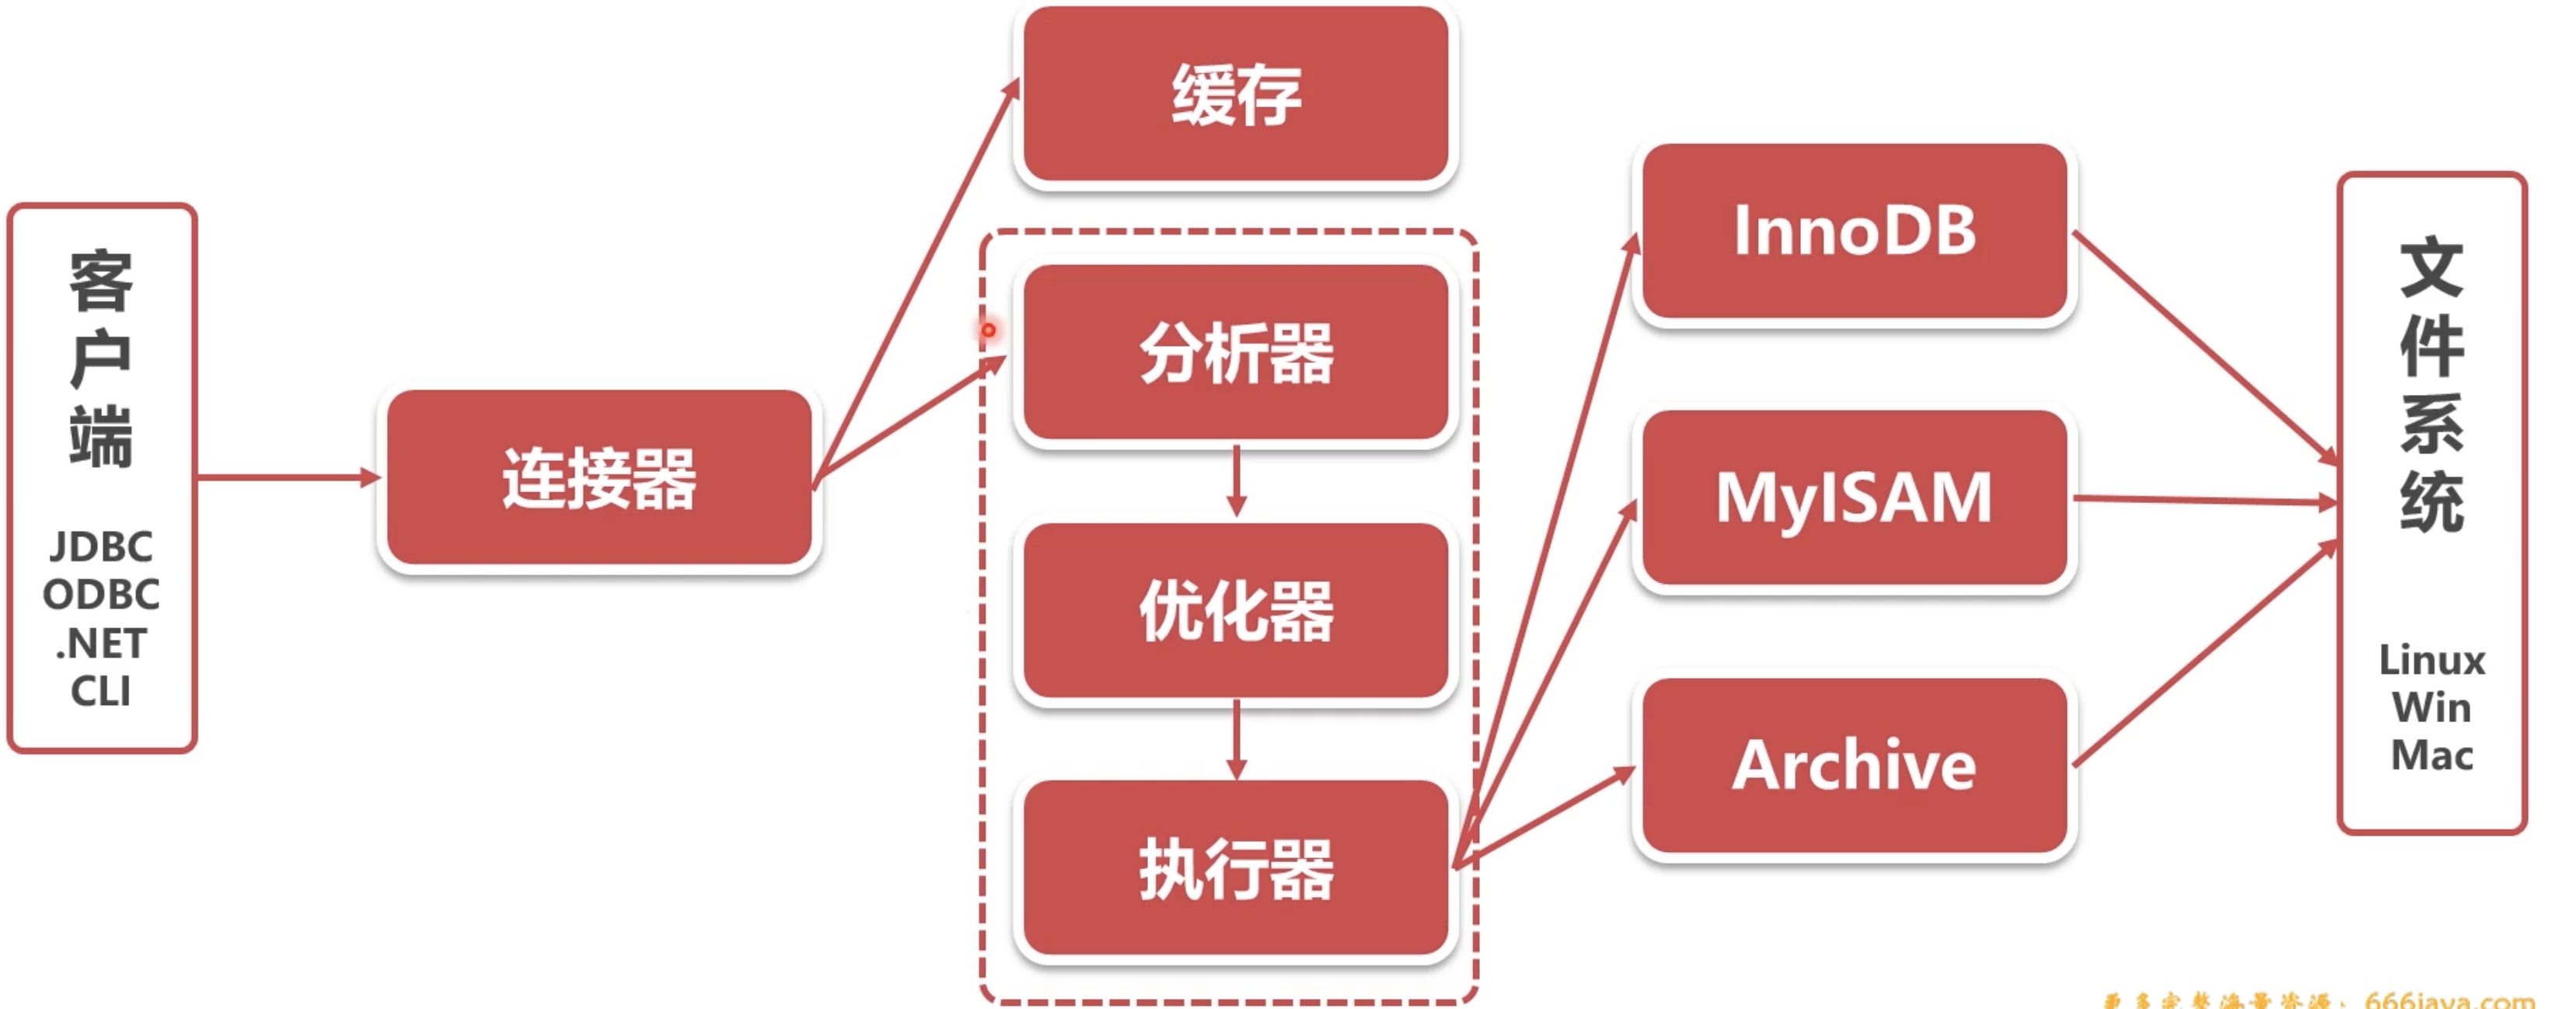 客户端
JDBC
ODBC
.NET
CLI
连接器
缓存
分析器
优化器
执行器
InnoDB
MyISAM
Archive
文件系统
Linux
Win
Mac
更多完整海量资源：666java.com